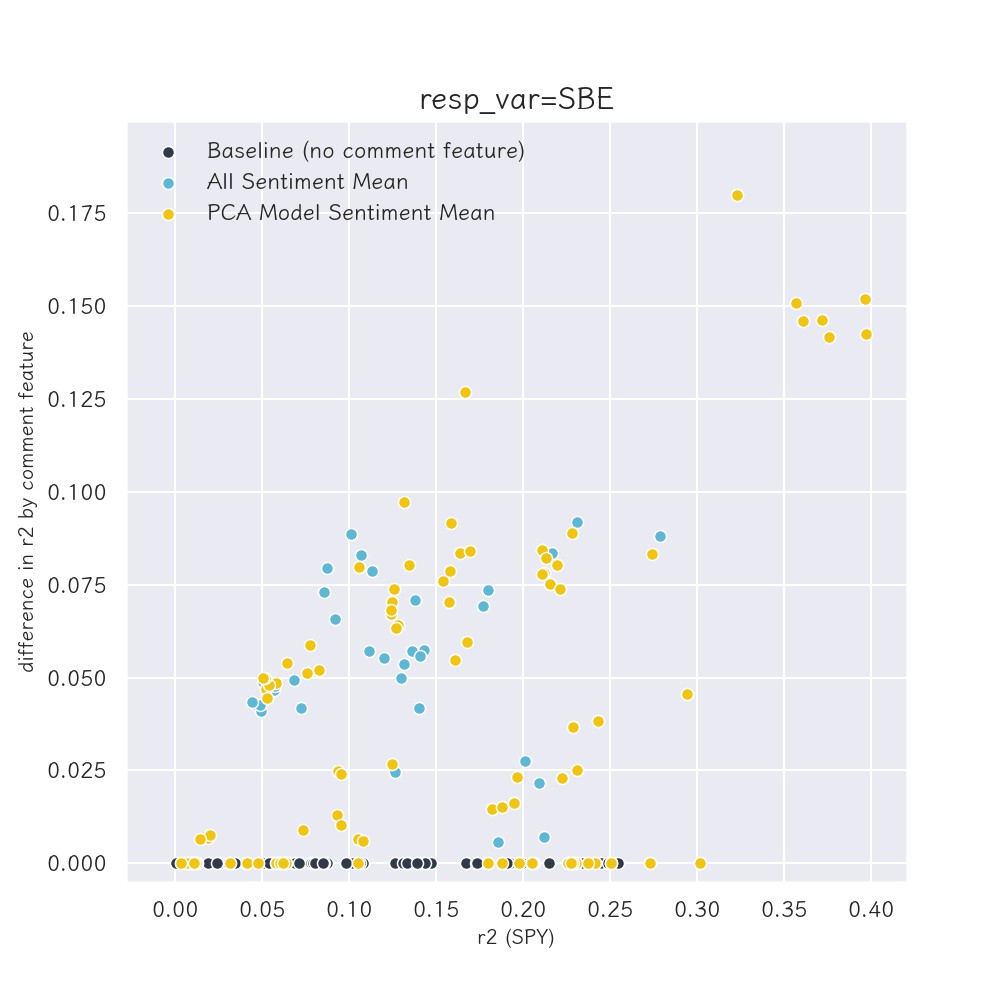 resp_var=SBE
Baseline (no comment feature)
All Sentiment Mean
PCA Model Sentiment Mean
difference in r2 by comment feature
0.175
0.150
0.125
0.100
0.075
0.050
0.025
0.000
0.00 0.05 0.10 0.15 0.20 0.25 0.30 0.35 0.40
r2 (SPY)